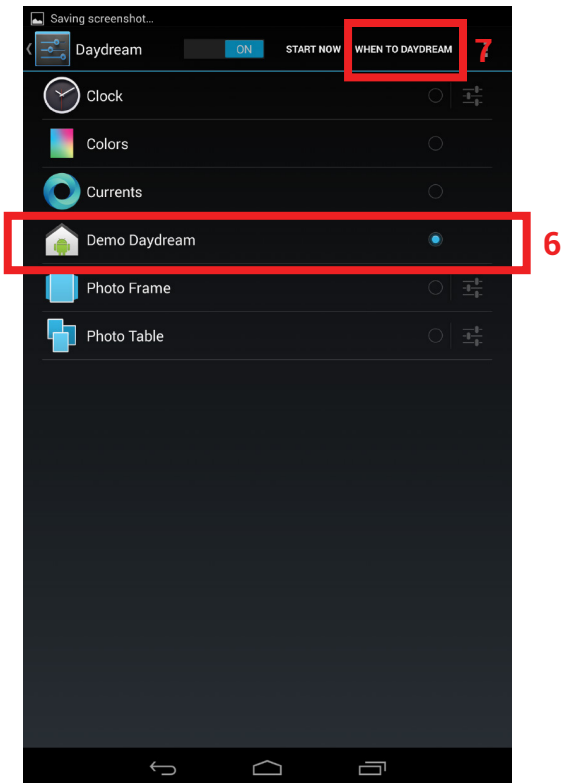 Saving screenshot...
Daydream ON START NOW WHEN TO DAYDREAM 7
Clock
Colors
Currents
Demo Daydream 6
Photo Frame
Photo Table